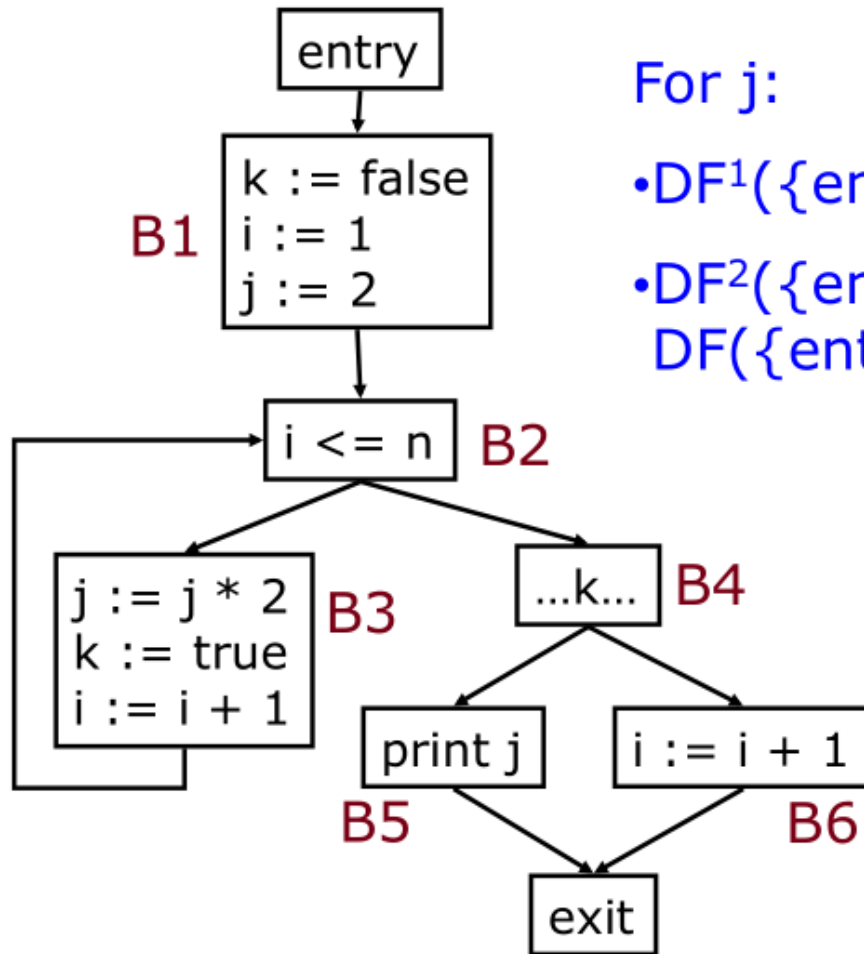 entry
For j:
•DF¹({en
•DF²({en
DF({ent
B1
k := false
i := 1
j := 2
i <= n
B2
j := j * 2
k := true
i := i + 1
B3
...k...
B4
print j
B5
i := i + 1
B6
exit